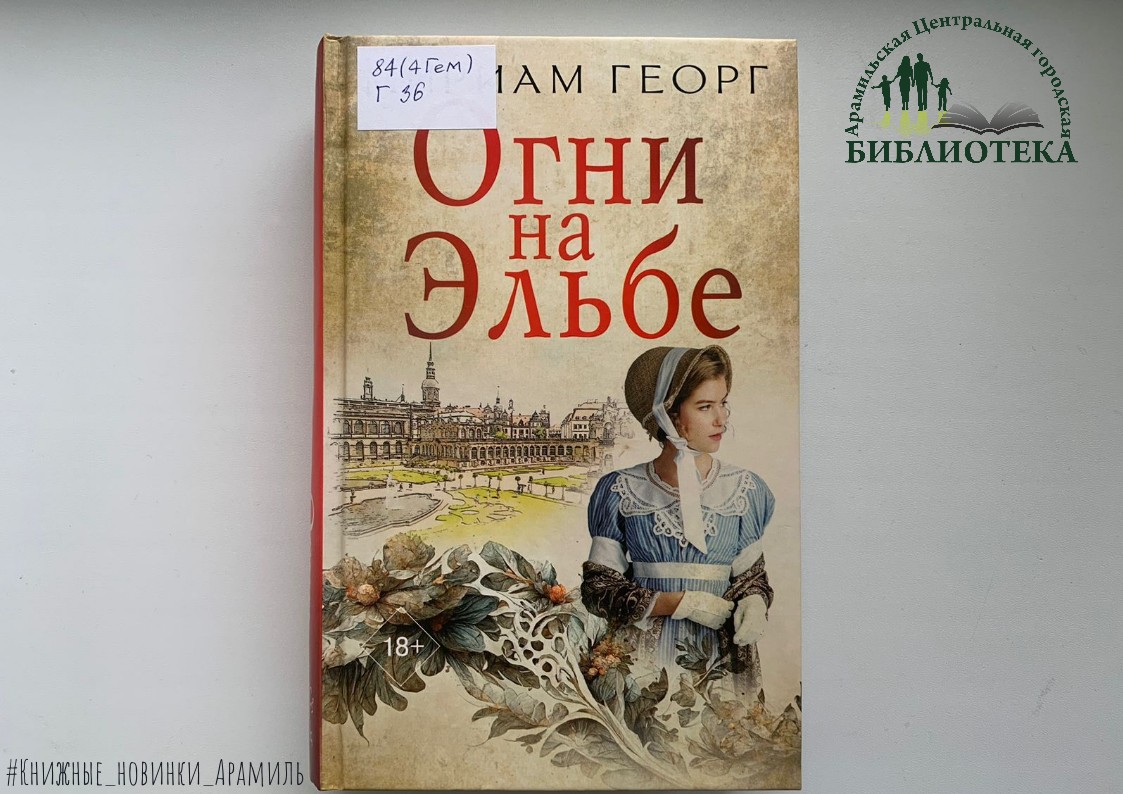 Арамильская Центральная городская
БИБЛИОТЕКА
84(4Гем)
Г 36
ИАМ ГЕОРГ
Огни
на
Эльбе
18+
#Книжные_новинки_Арамиль